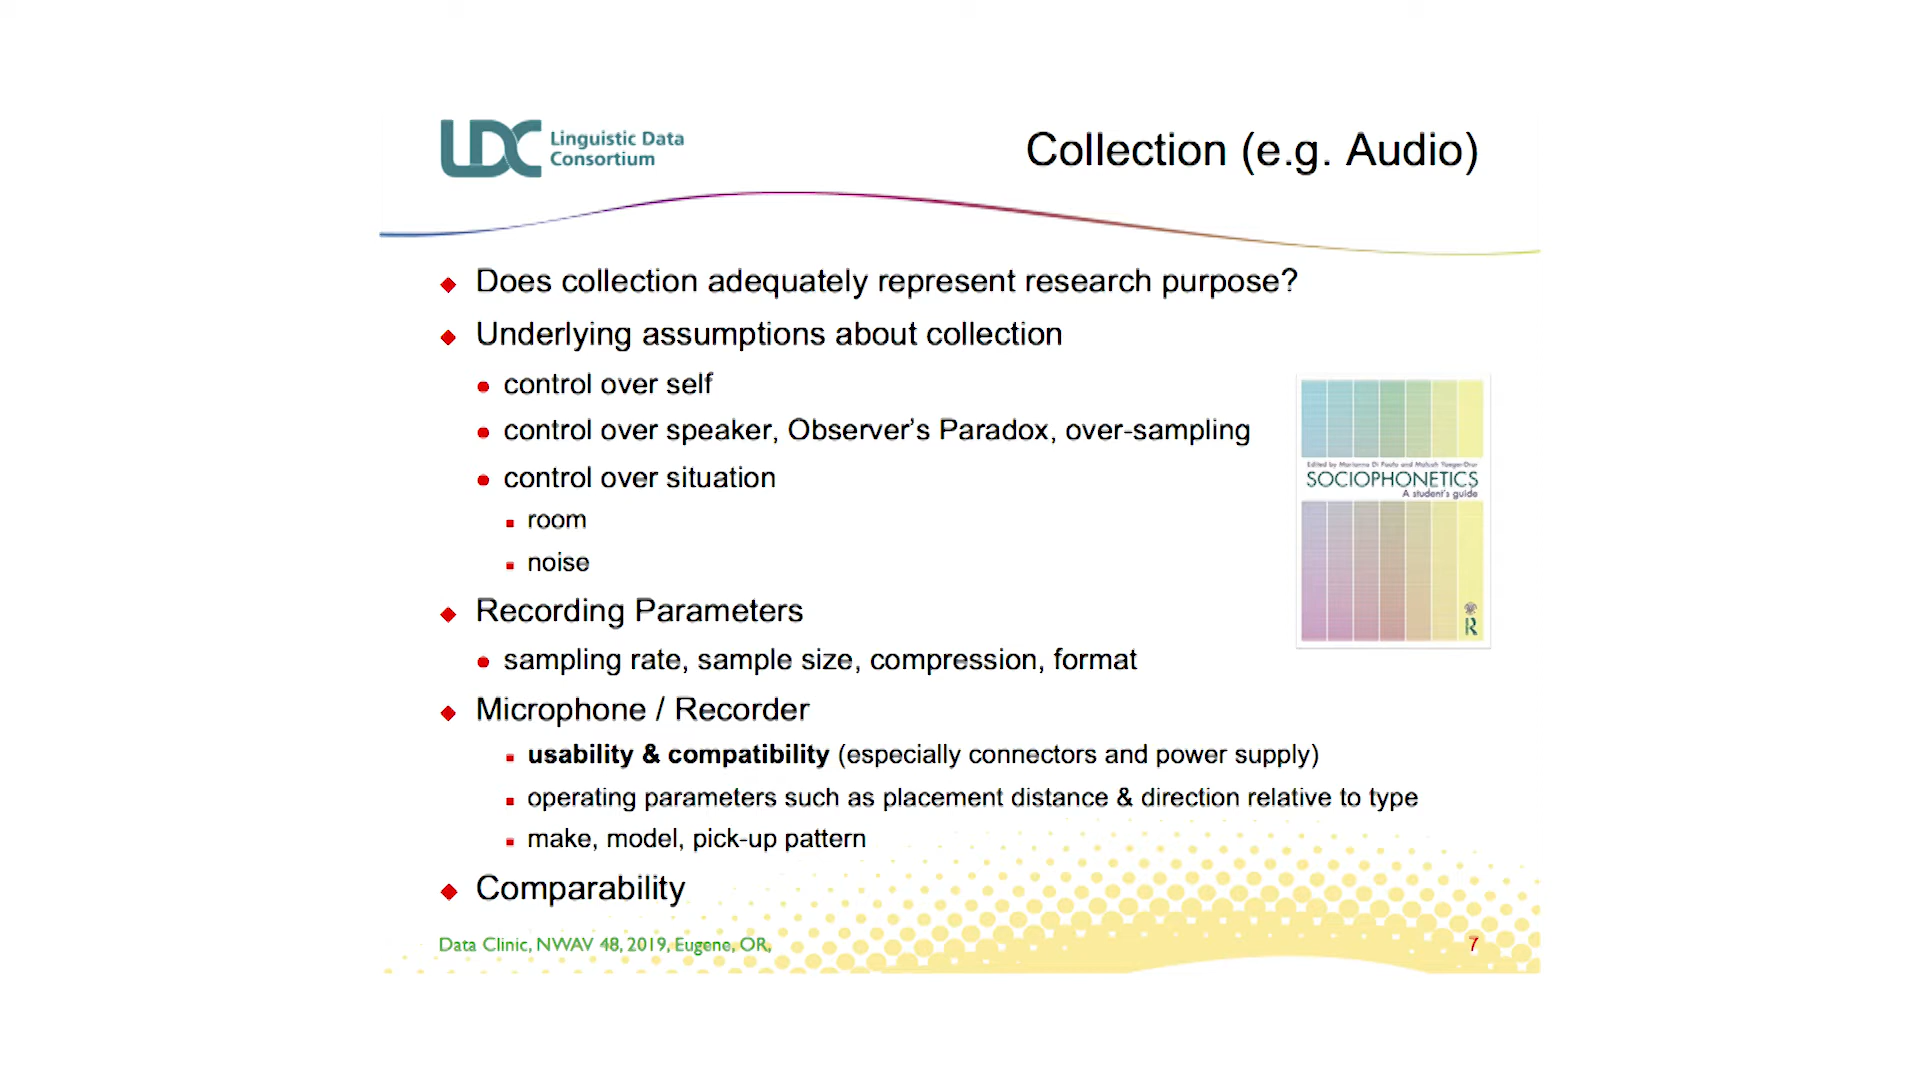 LDC Linguistic Data
Consortium
Collection (e.g. Audio)
Does collection adequately represent research purpose?
Underlying assumptions about collection
control over self
control over speaker, Observer's Paradox, over-sampling
control over situation
room
noise
Recording Parameters
sampling rate, sample size, compression, format
Microphone / Recorder
usability & compatibility (especially connectors and power supply)
operating parameters such as placement distance & direction relative to type
make, model, pick-up pattern
Comparability
Edited by Marianna Di Paolo and Malcah Yaeger-Dror
SOCIOPHONETICS
A student's guide
R
Data Clinic, NWAV 48, 2019, Eugene, OR,
7